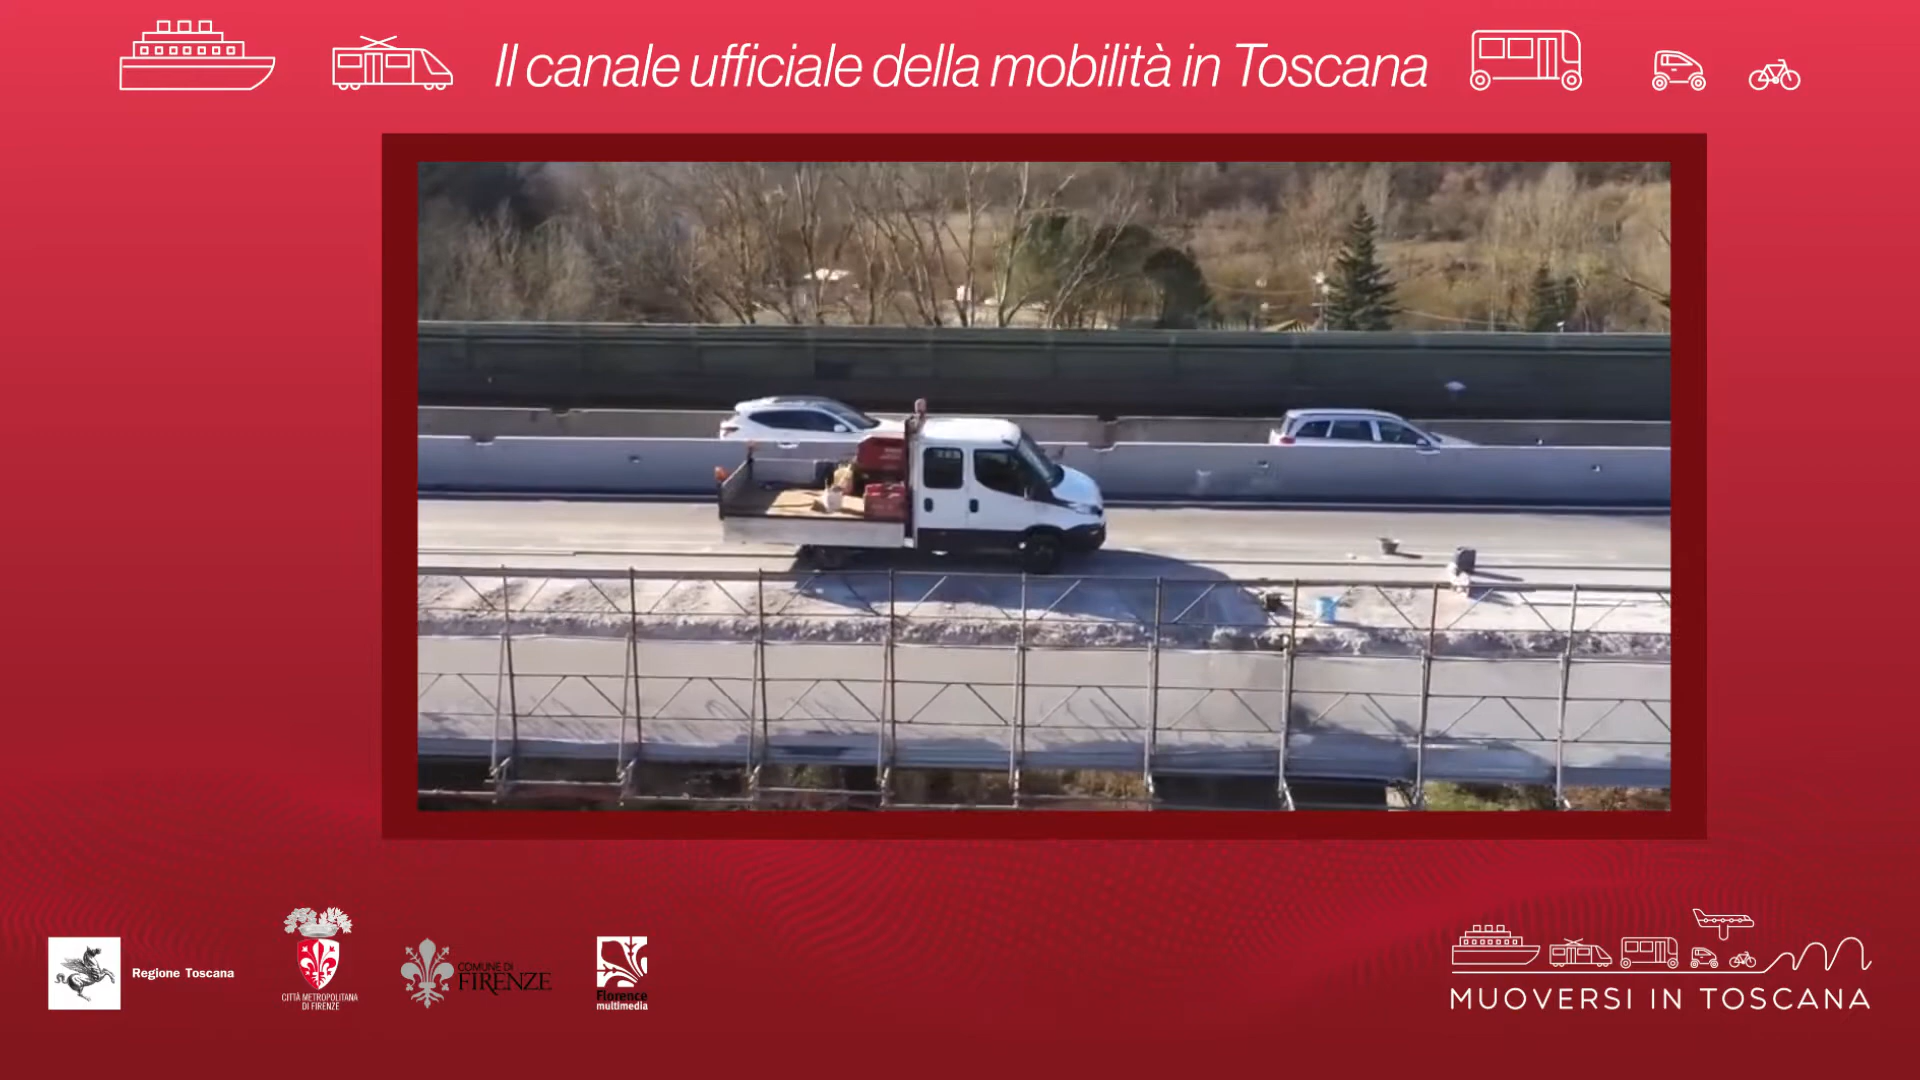 Il canale ufficiale della mobilità in Toscana
Regione Toscana
CITTÀ METROPOLITANA
DI FIRENZE
COMUNE DI
FIRENZE
Florence
multimedia
MUOVERSI IN TOSCANA